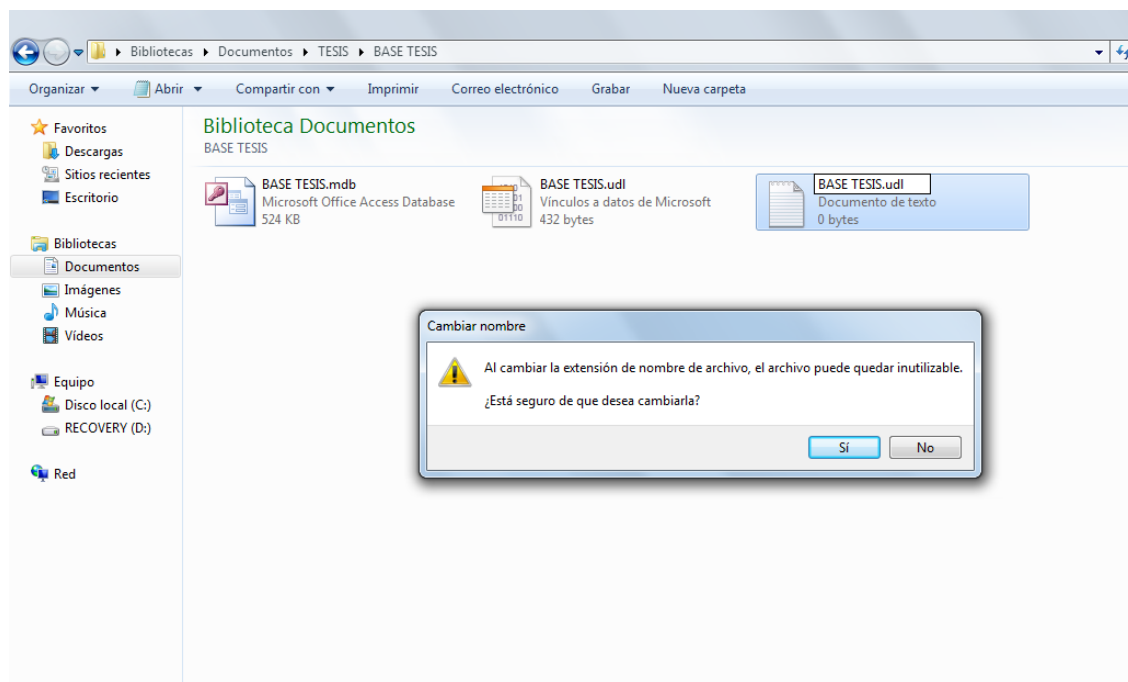 Bibliotecas Documentos TESIS BASE TESIS
Organizar Abrir Compartir con Imprimir Correo electrónico Grabar Nueva carpeta
Favoritos
Descargas
Sitios recientes
Escritorio
Bibliotecas
Documentos
Imágenes
Música
Vídeos
Equipo
Disco local (C:)
RECOVERY (D:)
Red
Biblioteca Documentos
BASE TESIS
BASE TESIS.mdb
Microsoft Office Access Database
524 KB
BASE TESIS.udl
Vínculos a datos de Microsoft
432 bytes
BASE TESIS.udl
Documento de texto
0 bytes
Cambiar nombre
Al cambiar la extensión de nombre de archivo, el archivo puede quedar inutilizable.
¿Está seguro de que desea cambiarla?
Sí No